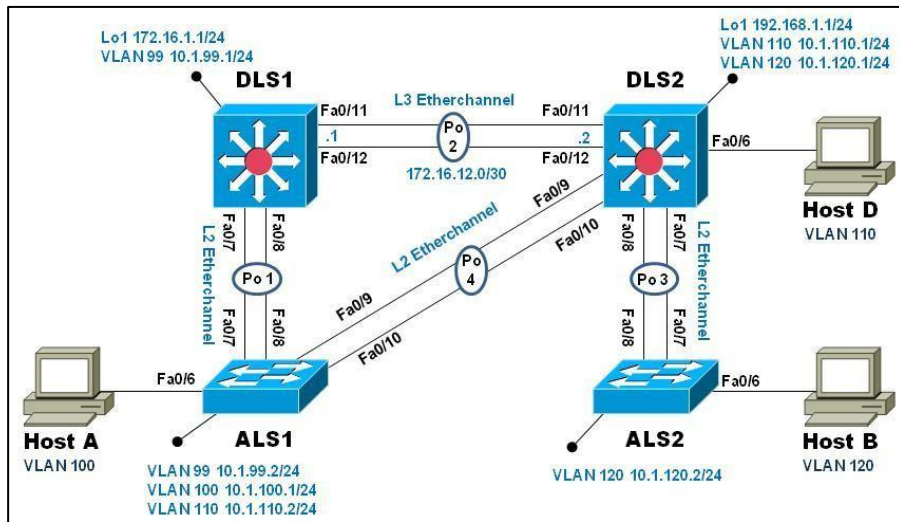 Lo1 172.16.1.1/24
VLAN 99 10.1.99.1/24
Lo1 192.168.1.1/24
VLAN 110 10.1.110.1/24
VLAN 120 10.1.120.1/24
DLS1
DLS2
L3 Etherchannel
Fa0/11
Fa0/11
.1
Po
2
.2
Fa0/12
Fa0/12
172.16.12.0/30
Fa0/6
Host D
VLAN 110
Fa0/9
Fa0/10
L2 Etherchannel
Po
4
Fa0/9
Fa0/10
Fa0/7
Fa0/8
L2 Etherchannel
Po 1
Fa0/7
Fa0/8
Fa0/8
Fa0/7
L2 Etherchannel
Po 3
Fa0/8
Fa0/7
Fa0/6
Host A
VLAN 100
ALS1
Fa0/6
ALS2
Host B
VLAN 120
VLAN 99 10.1.99.2/24
VLAN 100 10.1.100.1/24
VLAN 110 10.1.110.2/24
VLAN 120 10.1.120.2/24